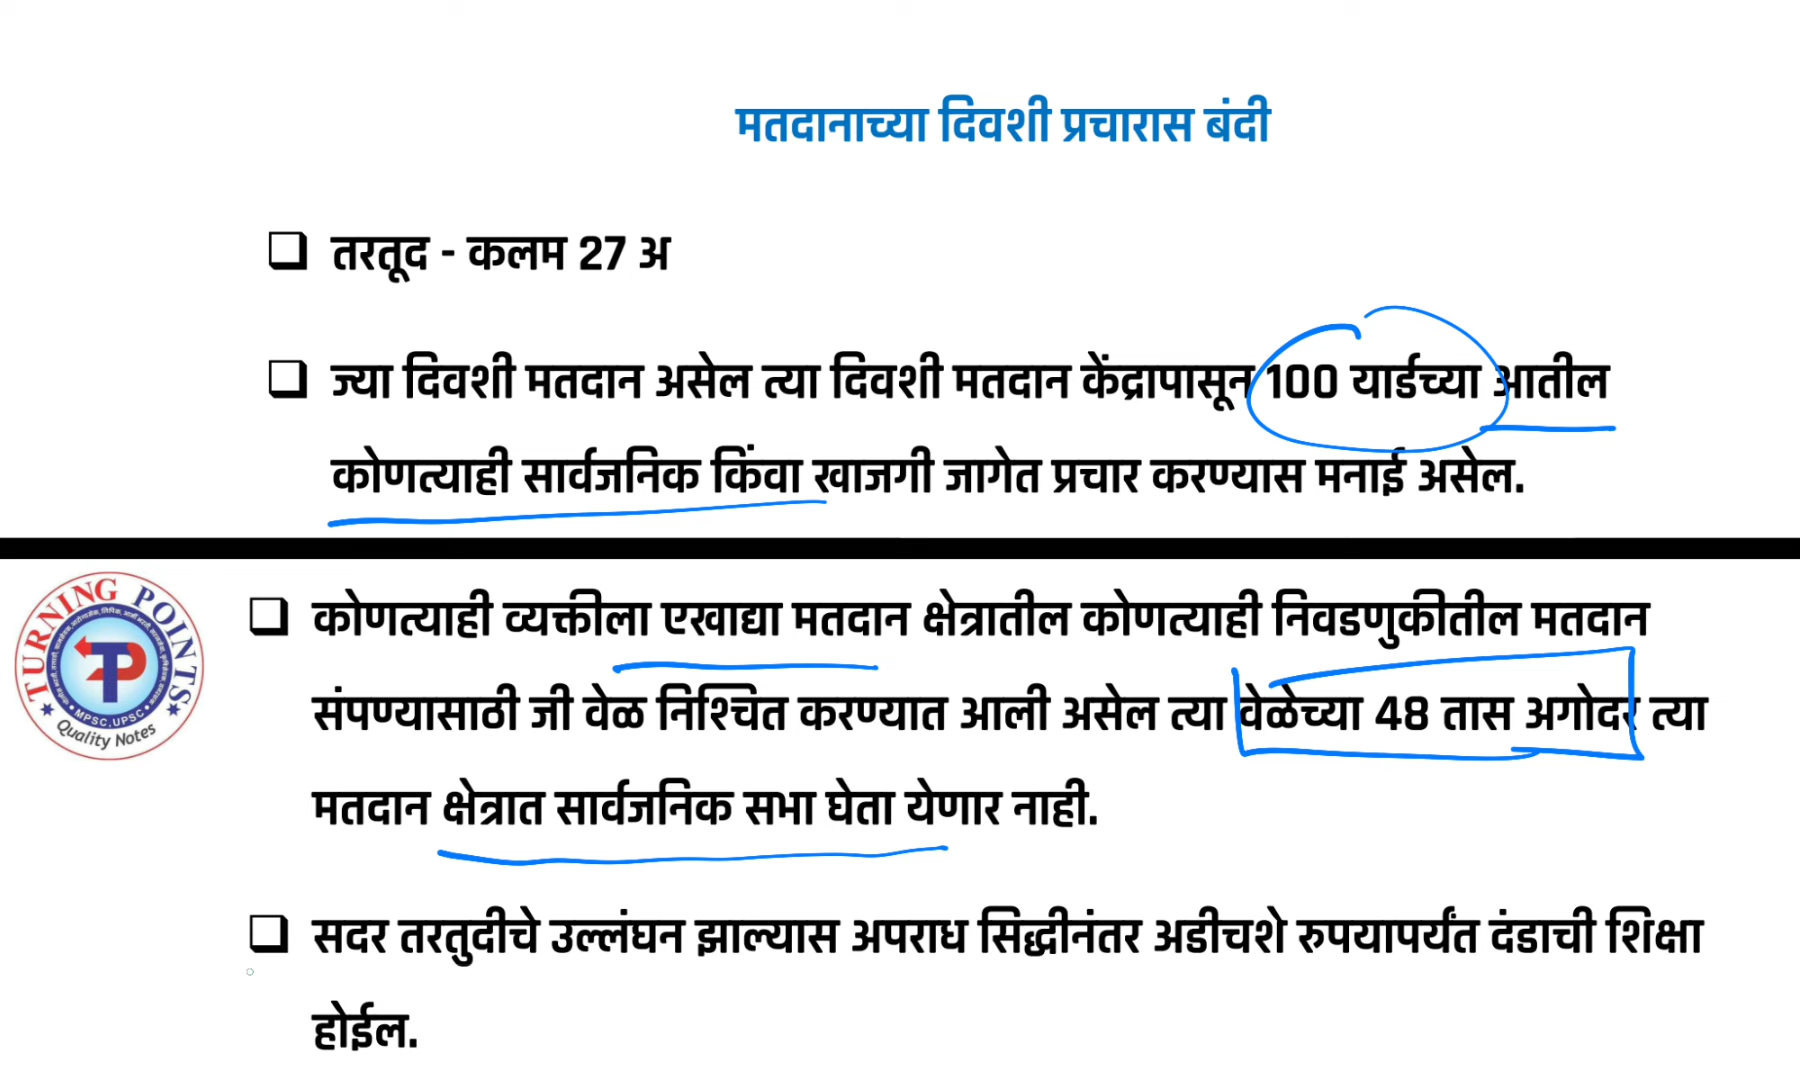 मतदानाच्या दिवशी प्रचारास बंदी
तरतूद - कलम 27 अ
ज्या दिवशी मतदान असेल त्या दिवशी मतदान केंद्रापासून 100 यार्डच्या आतील
कोणत्याही सार्वजनिक किंवा खाजगी जागेत प्रचार करण्यास मनाई असेल.
TURNING POINTS
TP
MPSC, UPSC
Quality Notes
कोणत्याही व्यक्तीला एखाद्या मतदान क्षेत्रातील कोणत्याही निवडणुकीतील मतदान
संपण्यासाठी जी वेळ निश्चित करण्यात आली असेल त्या वेळेच्या 48 तास अगोदर त्या
मतदान क्षेत्रात सार्वजनिक सभा घेता येणार नाही.
सदर तरतुदीचे उल्लंघन झाल्यास अपराध सिद्धीनंतर अडीचशे रुपयापर्यंत दंडाची शिक्षा
होईल.